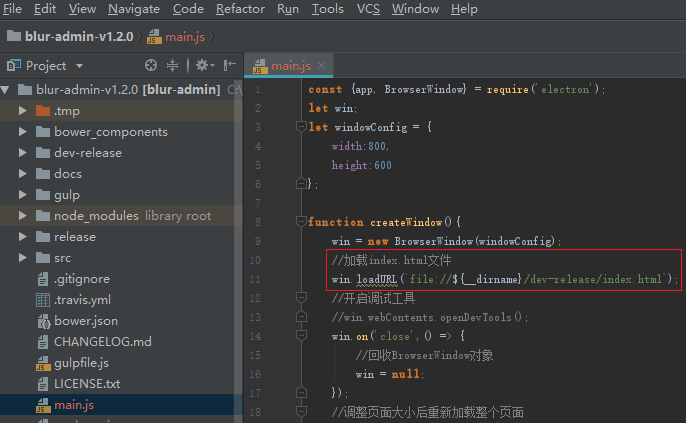 File Edit View Navigate Code Refactor Run Tools VCS Window Help
blur-admin-v1.2.0 main.js
Project main.js
blur-admin-v1.2.0 [blur-admin] C:\
.tmp
bower_components
dev-release
docs
gulp
node_modules library root
release
src
.gitignore
.travis.yml
bower.json
CHANGELOG.md
gulpfile.js
LICENSE.txt
main.js
1 const {app, BrowserWindow} = require('electron');
2 let win;
3 let windowConfig = {
4 width:800,
5 height:600
6 };
7
8 function createWindow(){
9 win = new BrowserWindow(windowConfig);
10 //加载index.html文件
11 win.loadURL(`file://${__dirname}/dev-release/index.html`);
12 //开启调试工具
13 //win.webContents.openDevTools();
14 win.on('close',() => {
15 //回收BrowserWindow对象
16 win = null;
17 });
18 //调整页面大小后重新加载整个页面